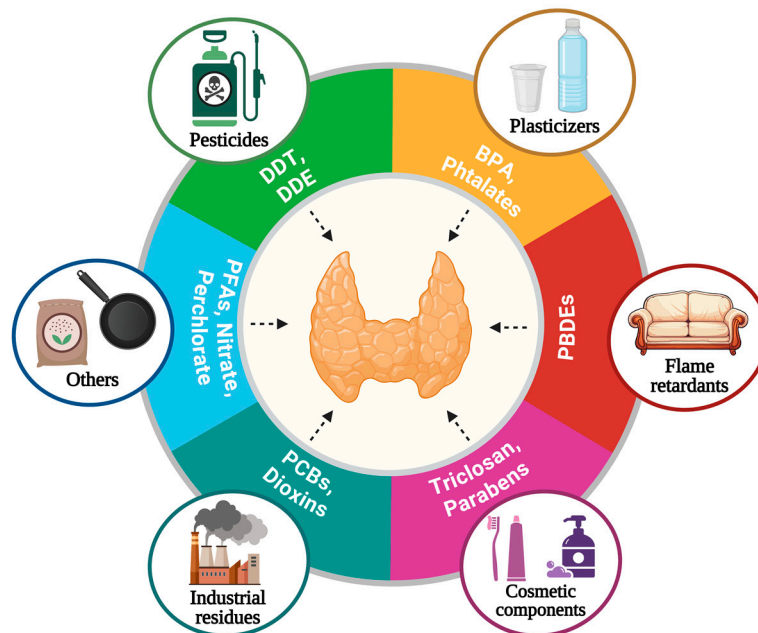 Pesticides
DDT,
DDE
Plasticizers
BPA,
Phtalates
PFAs, Nitrate,
Perchlorate
Others
PBDEs
Flame
retardants
PCBs,
Dioxins
Industrial
residues
Triclosan,
Parabens
Cosmetic
components